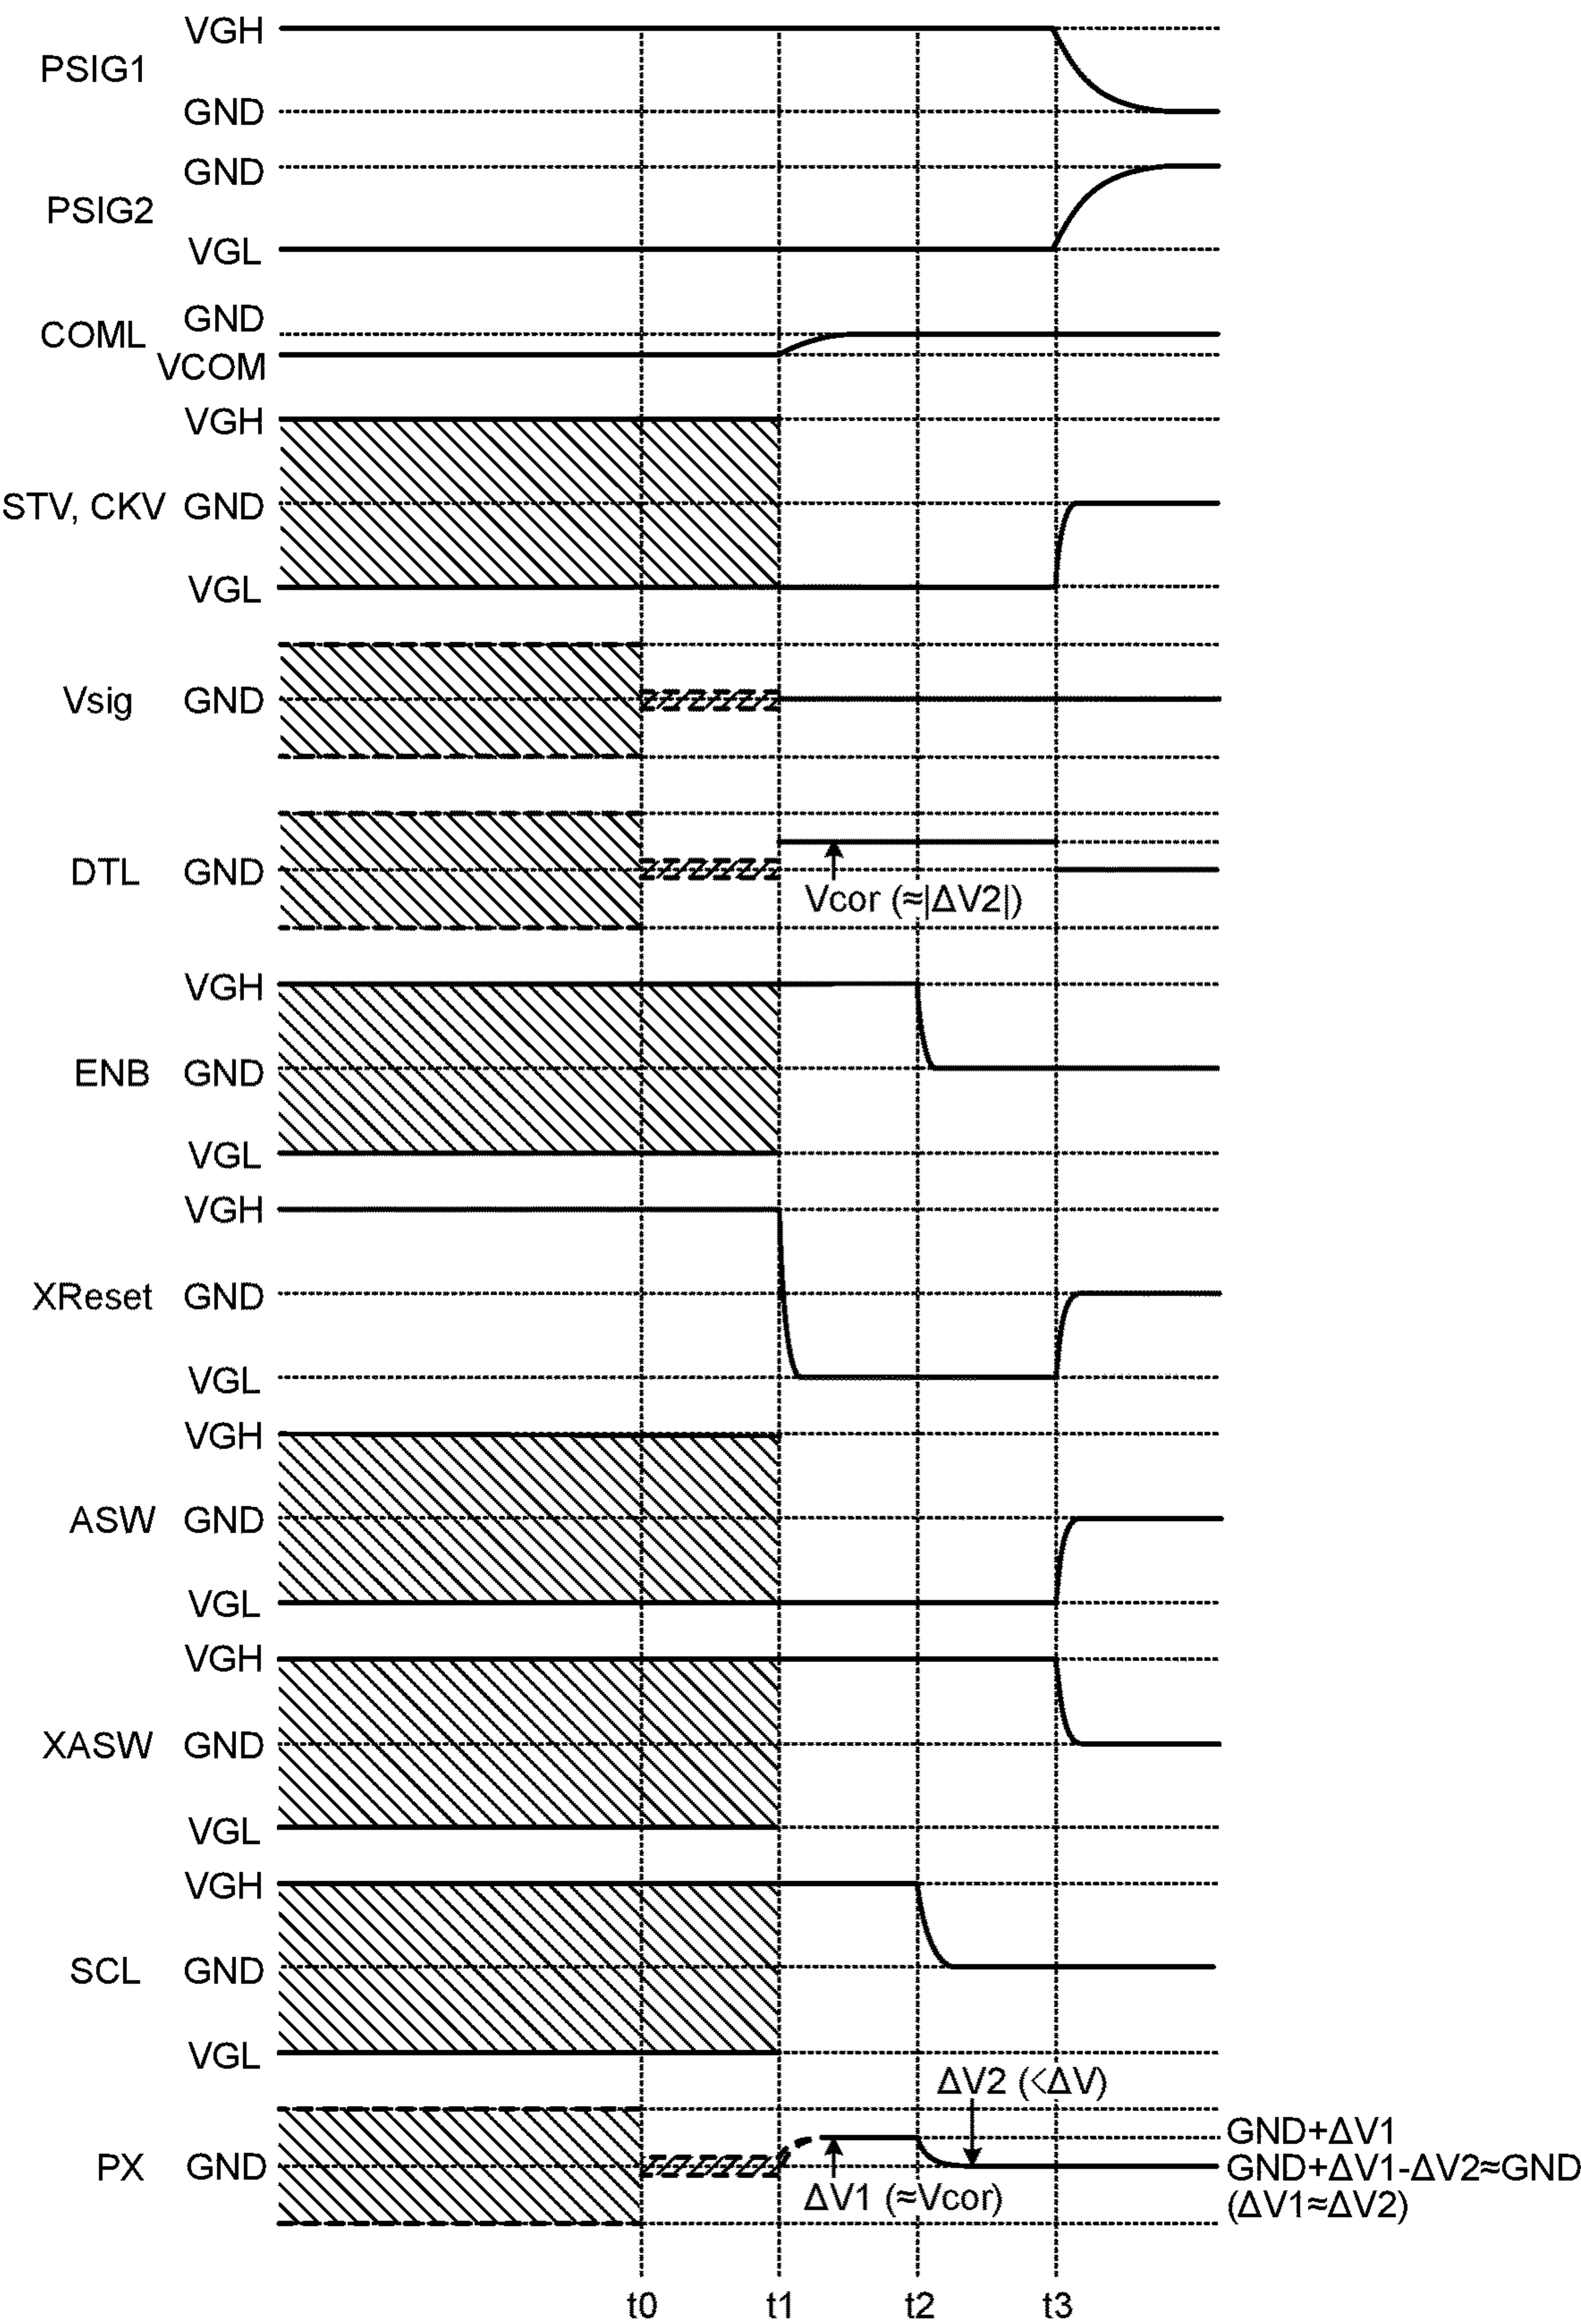 VGH
PSIG1
GND
GND
PSIG2
VGL
GND
COML
VCOM
VGH
STV, CKV GND
VGL
Vsig GND
DTL GND
Vcor (≈|ΔV2|)
VGH
ENB GND
VGL
VGH
XReset GND
VGL
VGH
ASW GND
VGL
VGH
XASW GND
VGL
VGH
SCL GND
VGL
ΔV2 (<ΔV)
GND+ΔV1
PX GND
GND+ΔV1-ΔV2≈GND
ΔV1 (≈Vcor)
(ΔV1≈ΔV2)
t0 t1 t2 t3